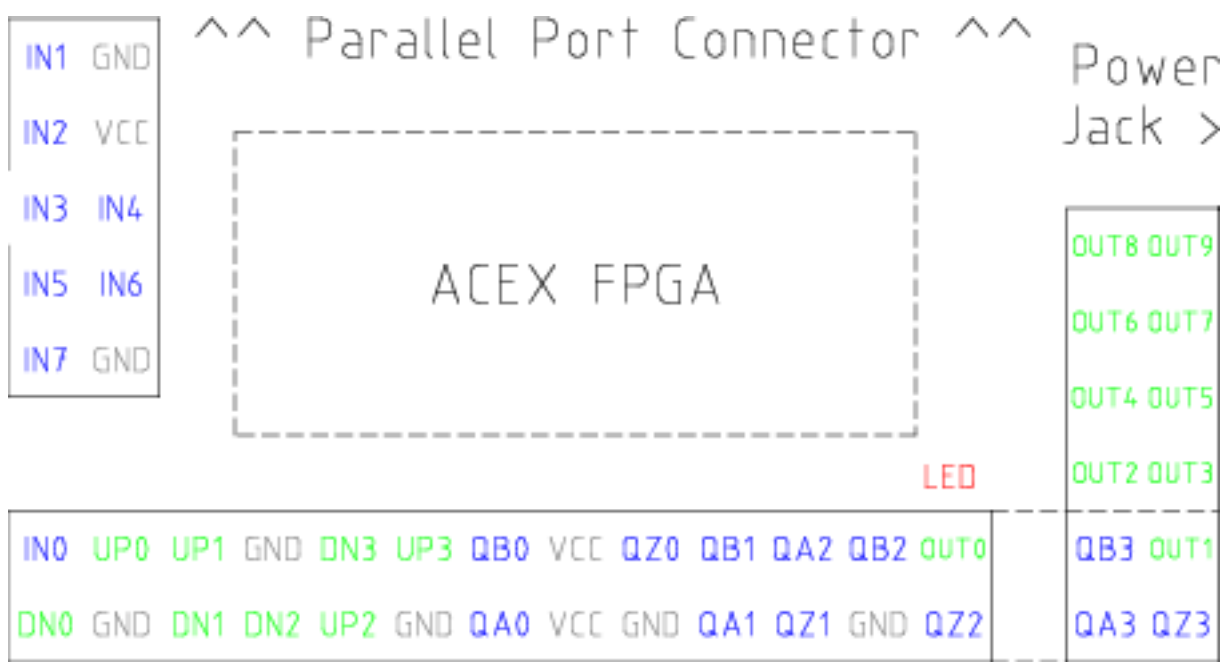 ^^ Parallel Port Connector ^^
Power
Jack >
IN1 GND
IN2 VCC
IN3 IN4
IN5 IN6
IN7 GND
ACEX FPGA
OUT8 OUT9
OUT6 OUT7
OUT4 OUT5
OUT2 OUT3
LED
IN0 UP0 UP1 GND DN3 UP3 QB0 VCC QZ0 QB1 QA2 QB2 OUT0
DN0 GND DN1 DN2 UP2 GND QA0 VCC GND QA1 QZ1 GND QZ2
QB3 OUT1
QA3 QZ3